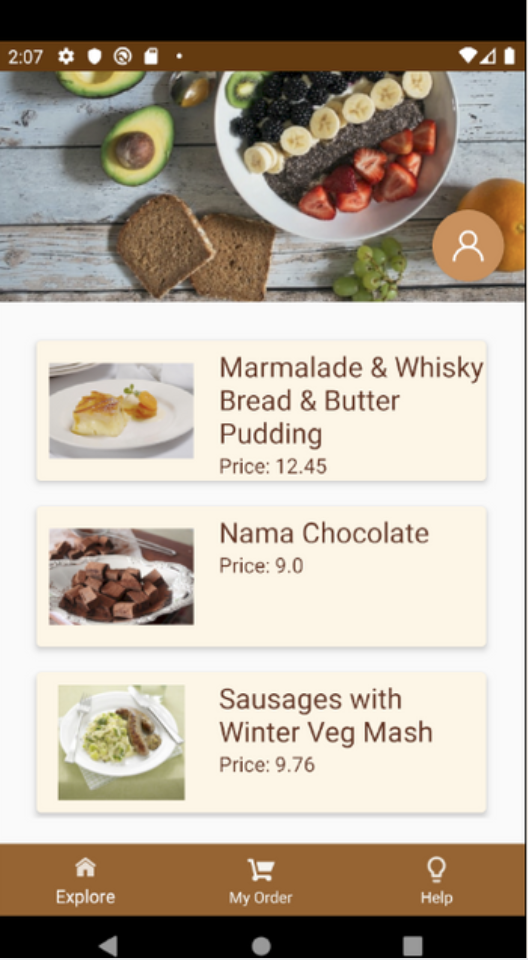 2:07
Marmalade & Whisky
Bread & Butter
Pudding
Price: 12.45
Nama Chocolate
Price: 9.0
Sausages with
Winter Veg Mash
Price: 9.76
Explore
My Order
Help